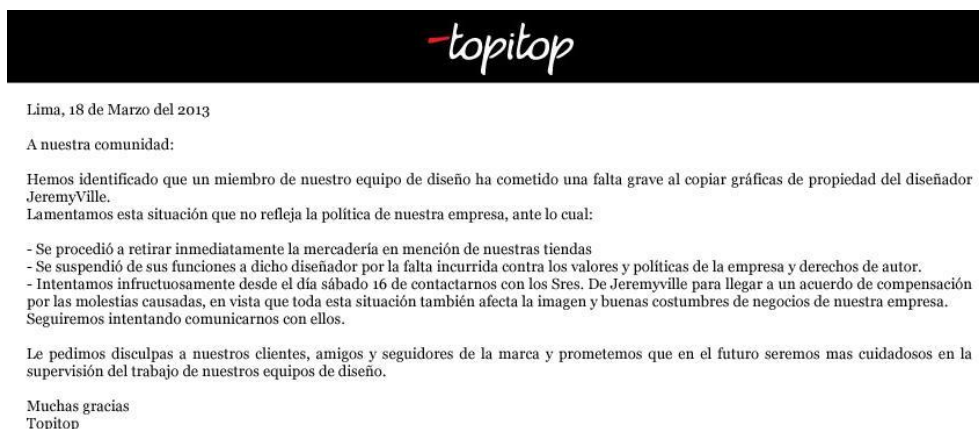 topitop
Lima, 18 de Marzo del 2013
A nuestra comunidad:
Hemos identificado que un miembro de nuestro equipo de diseño ha cometido una falta grave al copiar gráficas de propiedad del diseñador
JeremyVille.
Lamentamos esta situación que no refleja la política de nuestra empresa, ante lo cual:
- Se procedió a retirar inmediatamente la mercadería en mención de nuestras tiendas
- Se suspendió de sus funciones a dicho diseñador por la falta incurrida contra los valores y políticas de la empresa y derechos de autor.
- Intentamos infructuosamente desde el día sábado 16 de contactarnos con los Sres. De Jeremyville para llegar a un acuerdo de compensación
por las molestias causadas, en vista que toda esta situación también afecta la imagen y buenas costumbres de negocios de nuestra empresa.
Seguiremos intentando comunicarnos con ellos.
Le pedimos disculpas a nuestros clientes, amigos y seguidores de la marca y prometemos que en el futuro seremos mas cuidadosos en la
supervisión del trabajo de nuestros equipos de diseño.
Muchas gracias
Topitop